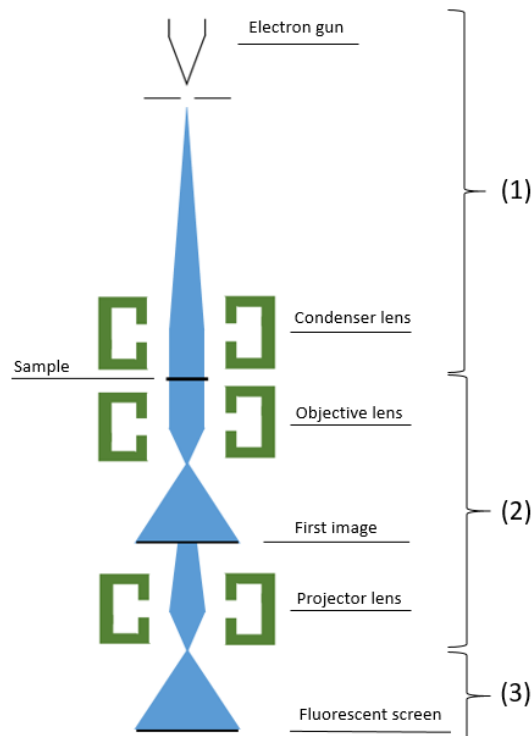 Electron gun
(1)
Condenser lens
Sample
Objective lens
(2)
First image
Projector lens
(3)
Fluorescent screen